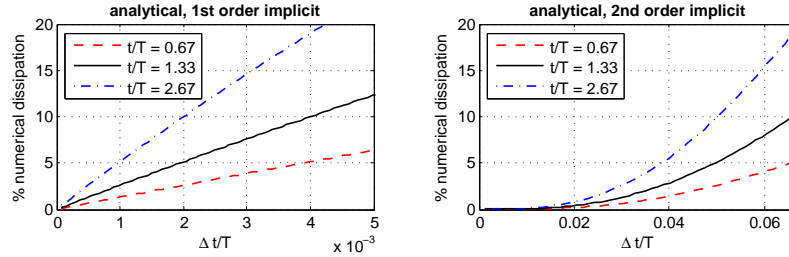 analytical, 1st order implicit
% numerical dissipation
20
15
10
5
0
t/T = 0.67
t/T = 1.33
t/T = 2.67
0 1 2 3 4 5
Δ t/T
x 10⁻³
analytical, 2nd order implicit
% numerical dissipation
20
15
10
5
0
t/T = 0.67
t/T = 1.33
t/T = 2.67
0 0.02 0.04 0.06
Δ t/T